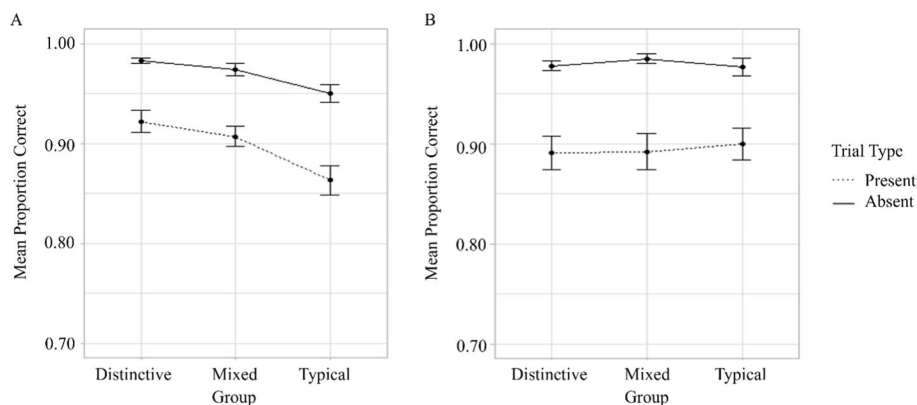 A
1.00
0.90
0.80
0.70
Mean Proportion Correct
Distinctive Mixed Typical
Group
B
1.00
0.90
0.80
0.70
Mean Proportion Correct
Distinctive Mixed Typical
Group
Trial Type
Present
Absent